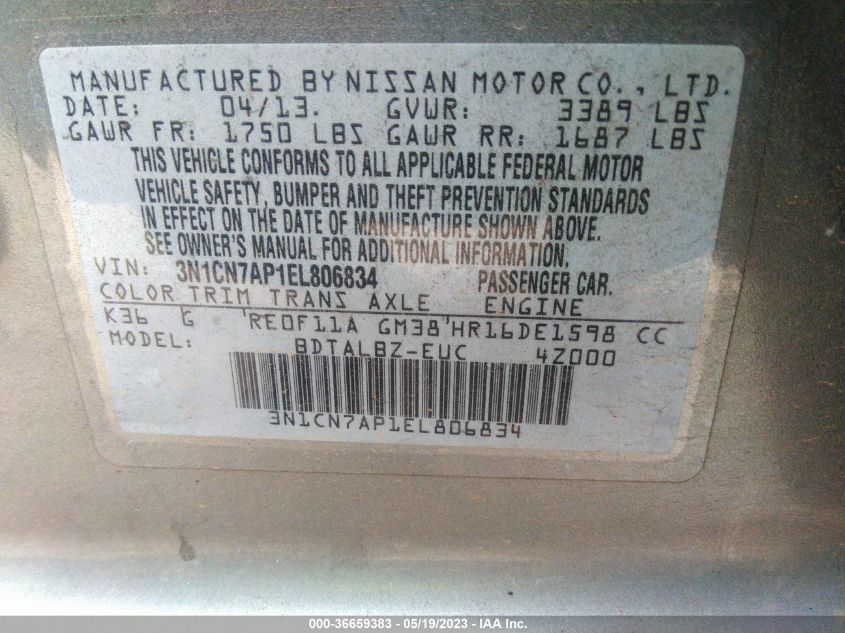 MANUFACTURED BY NISSAN MOTOR CO., LTD.
DATE: 04/13. GVWR: 3389 LBS
GAWR FR: 1750 LBS GAWR RR: 1687 LBS
THIS VEHICLE CONFORMS TO ALL APPLICABLE FEDERAL MOTOR
VEHICLE SAFETY, BUMPER AND THEFT PREVENTION STANDARDS
IN EFFECT ON THE DATE OF MANUFACTURE SHOWN ABOVE.
SEE OWNER'S MANUAL FOR ADDITIONAL INFORMATION.
VIN: 3N1CN7AP1EL806834 PASSENGER CAR.
COLOR TRIM TRANS AXLE ENGINE
K36 G 'RE0F11A GM38'HR16DE1598 CC
MODEL: BDTALBZ-EUC 4Z000
3N1CN7AP1EL806834
000-36659383 - 05/19/2023 - IAA Inc.